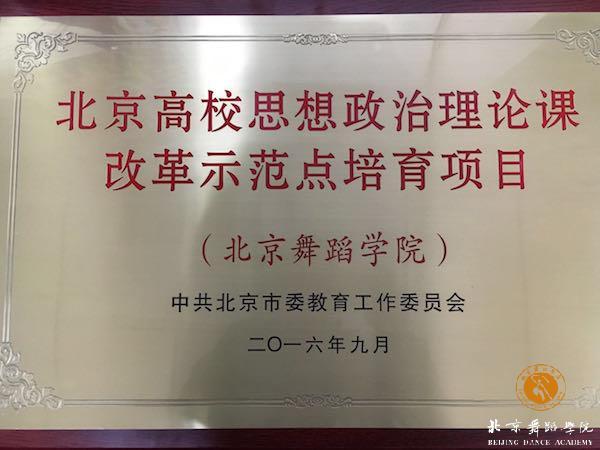 北京高校思想政治理论课
改革示范点培育项目
（北京舞蹈学院）
中共北京市委教育工作委员会
二〇一六年九月
北京舞蹈学院
BEIJING DANCE ACADEMY